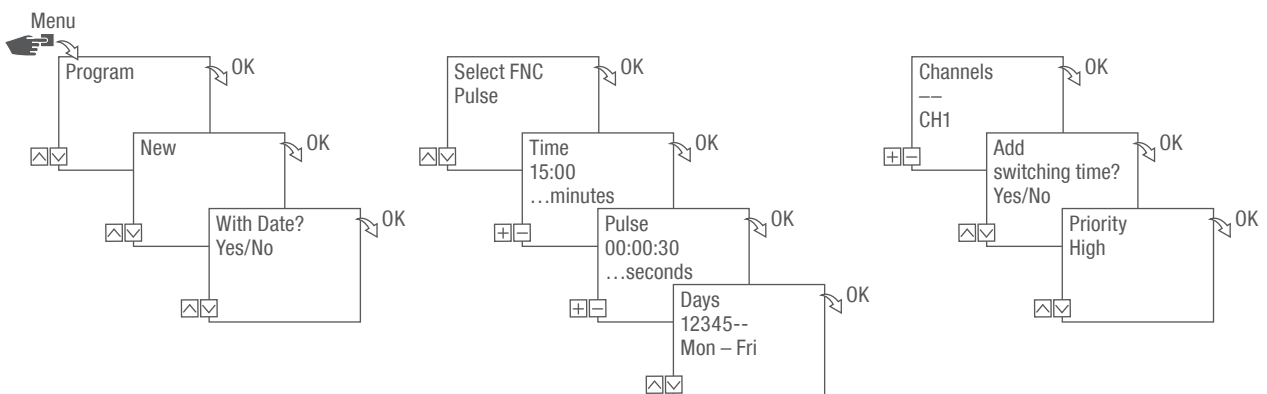 Menu
Program
OK
New
OK
With Date?
Yes/No
OK
Select FNC
Pulse
OK
Time
15:00
…minutes
OK
Pulse
00:00:30
…seconds
OK
Days
12345--
Mon – Fri
OK
Channels
––
CH1
OK
Add
switching time?
Yes/No
OK
Priority
High
OK